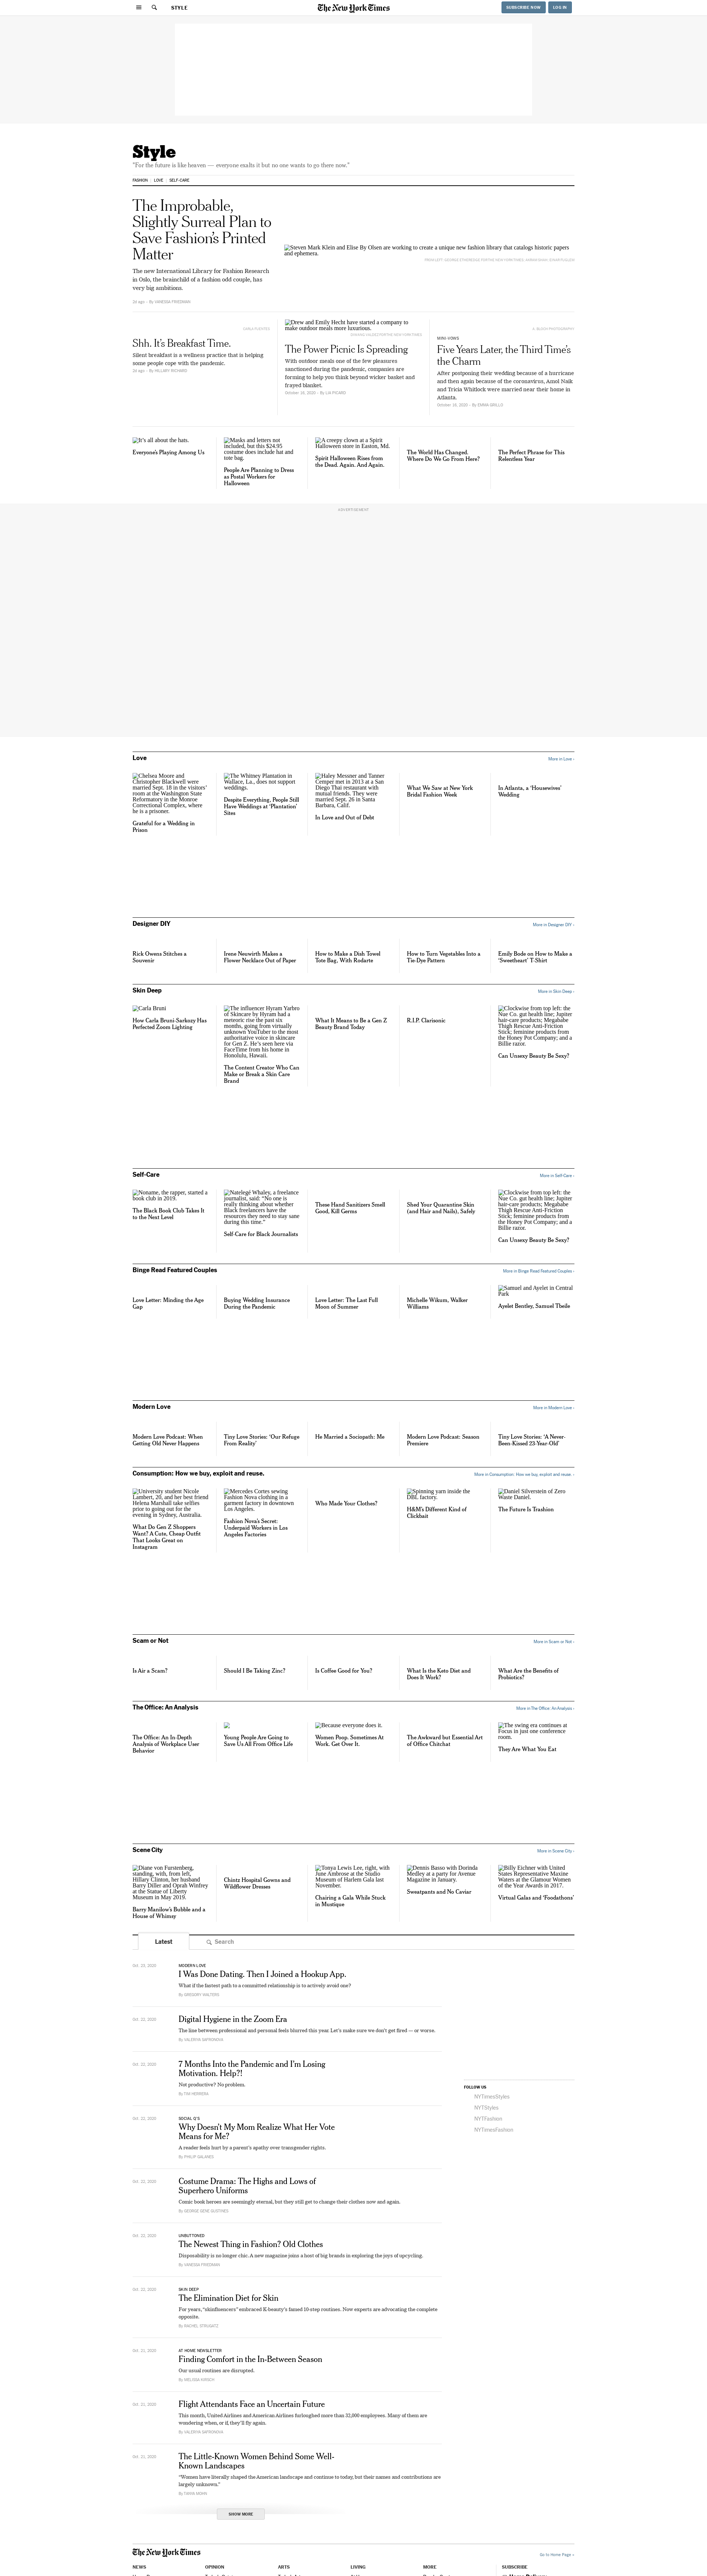 STYLE
The New York Times
SUBSCRIBE NOW
LOG IN
Style
"For the future is like heaven — everyone exalts it but no one wants to go there now."
FASHION
LOVE
SELF-CARE
The Improbable,
Slightly Surreal Plan to
Save Fashion's Printed
Matter
The new International Library for Fashion Research
in Oslo, the brainchild of a fashion odd couple, has
very big ambitions.
2d ago · By VANESSA FRIEDMAN
Steven Mark Klein and Elise By Olsen are working to create a unique new fashion library that catalogs historic papers
and ephemera.
Shh. It's Breakfast Time.
Silent breakfast is a wellness practice that is helping
some people cope with the pandemic.
2d ago · By HILLARY RICHARD
Drew and Emily Hecht have started a company to
make outdoor meals more luxurious.
The Power Picnic Is Spreading
With outdoor meals one of the few pleasures
sanctioned during the pandemic, companies are
forming to help you think beyond wicker basket and
frayed blanket.
October 16, 2020 · By LIA PICARD
MINI-VOWS
Five Years Later, the Third Time's
the Charm
After postponing their wedding because of a hurricane
and then again because of the coronavirus, Amol Naik
and Tricia Whitlock were married near their home in
Atlanta.
October 16, 2020 · By EMMA GRILLO
It's all about the hats.
Everyone's Playing Among Us
Masks and letters not
included, but this $24.95
costume does include hat and
tote bag.
People Are Planning to Dress
as Postal Workers for
Halloween
A creepy clown at a Spirit
Halloween store in Easton, Md.
Spirit Halloween Rises from
the Dead. Again. And Again.
The World Has Changed.
Where Do We Go From Here?
The Perfect Phrase for This
Relentless Year
ADVERTISEMENT
Love
More in Love ›
Chelsea Moore and
Christopher Blackwell were
married Sept. 18 in the visitors'
room at the Washington State
Reformatory in the Monroe
Correctional Complex, where
he is a prisoner.
Grateful for a Wedding in
Prison
The Whitney Plantation in
Wallace, La., does not support
weddings.
Despite Everything, People Still
Have Weddings at 'Plantation'
Sites
Haley Messner and Tanner
Cemper met in 2013 at a San
Diego Thai restaurant with
mutual friends. They were
married Sept. 26 in Santa
Barbara, Calif.
In Love and Out of Debt
What We Saw at New York
Bridal Fashion Week
In Atlanta, a 'Housewives'
Wedding
Designer DIY
More in Designer DIY ›
Rick Owens Stitches a
Souvenir
Irene Neuwirth Makes a
Flower Necklace Out of Paper
How to Make a Dish Towel
Tote Bag, With Rodarte
How to Turn Vegetables Into a
Tie-Dye Pattern
Emily Bode on How to Make a
'Sweetheart' T-Shirt
Skin Deep
More in Skin Deep ›
Carla Bruni
How Carla Bruni-Sarkozy Has
Perfected Zoom Lighting
The influencer Hyram Yarbro
of Skincare by Hyram had a
meteoric rise the past six
months, going from virtually
unknown YouTuber to the most
authoritative voice in skincare
for Gen Z. He's seen here via
FaceTime from his home in
Honolulu, Hawaii.
The Content Creator Who Can
Make or Break a Skin Care
Brand
What It Means to Be a Gen Z
Beauty Brand Today
R.I.P. Clarisonic
Clockwise from top left: the
Nue Co. gut health line; Jupiter
hair-care products; Megababe
Thigh Rescue Anti-Friction
Stick; feminine products from
the Honey Pot Company; and a
Billie razor.
Can Unsexy Beauty Be Sexy?
Self-Care
More in Self-Care ›
Noname, the rapper, started a
book club in 2019.
The Black Book Club Takes It
to the Next Level
Natelegé Whaley, a freelance
journalist, said: "No one is
really thinking about whether
Black freelancers have the
resources they need to stay sane
during this time."
Self-Care for Black Journalists
These Hand Sanitizers Smell
Good, Kill Germs
Shed Your Quarantine Skin
(and Hair and Nails), Safely
Clockwise from top left: the
Nue Co. gut health line; Jupiter
hair-care products; Megababe
Thigh Rescue Anti-Friction
Stick; feminine products from
the Honey Pot Company; and a
Billie razor.
Can Unsexy Beauty Be Sexy?
Binge Read Featured Couples
More in Binge Read Featured Couples ›
Love Letter: Minding the Age
Gap
Buying Wedding Insurance
During the Pandemic
Love Letter: The Last Full
Moon of Summer
Michelle Wikum, Walker
Williams
Samuel and Ayelet in Central
Park
Ayelet Bentley, Samuel Theile
Modern Love
More in Modern Love ›
Modern Love Podcast: When
Getting Old Never Happens
Tiny Love Stories: 'Our Refuge
From Reality'
He Married a Sociopath: Me
Modern Love Podcast: Season
Premiere
Tiny Love Stories: 'A Never-
Been-Kissed 23-Year-Old'
Consumption: How we buy, exploit and reuse.
More in Consumption: How we buy, exploit and reuse. ›
University student Nicole
Lambert, 20, and her best friend
Helena Marshall take selfies
prior to going out for the
evening in Sydney, Australia.
What Do Gen Z Shoppers
Want? A Cute, Cheap Outfit
That Looks Great on
Instagram
Mercedes Cortes sewing
Fashion Nova clothing in a
garment factory in downtown
Los Angeles.
Fashion Nova's Secret:
Underpaid Workers in Los
Angeles Factories
Who Made Your Clothes?
Spinning yarn inside the
DBL factory.
H&M's Different Kind of
Clickbait
Daniel Silverstein of Zero
Waste Daniel.
The Future Is Trashion
Scam or Not
More in Scam or Not ›
Is Air a Scam?
Should I Be Taking Zinc?
Is Coffee Good for You?
What Is the Keto Diet and
Does It Work?
What Are the Benefits of
Probiotics?
The Office: An Analysis
More in The Office: An Analysis ›
The Office: An In-Depth
Analysis of Workplace User
Behavior
Young People Are Going to
Save Us All From Office Life
Because everyone does it.
Women Poop. Sometimes At
Work. Get Over It.
The Awkward but Essential Art
of Office Chitchat
The swing era continues at
Focus in just one conference
room.
They Are What You Eat
Scene City
More in Scene City ›
Diane von Furstenberg,
standing, with, from left,
Hillary Clinton, her husband
Barry Diller and Oprah Winfrey
at the Statue of Liberty
Museum in May 2019.
Barry Manilow's Bubble and a
House of Whimsy
Chintz Hospital Gowns and
Wildflower Dresses
Tonya Lewis Lee, right, with
June Ambrose at the Studio
Museum of Harlem Gala last
November.
Chairing a Gala While Stuck
in Mustique
Dennis Basso with Dorinda
Medley at a party for Avenue
Magazine in January.
Sweatpants and No Caviar
Billy Eichner with United
States Representative Maxine
Waters at the Glamour Women
of the Year Awards in 2017.
Virtual Galas and 'Foodathons'
Latest
Search
Oct. 23, 2020
MODERN LOVE
I Was Done Dating. Then I Joined a Hookup App.
What if the fastest path to a committed relationship is to actively avoid one?
By GREGORY WALTERS
Oct. 22, 2020
Digital Hygiene in the Zoom Era
The line between professional and personal feels blurred this year. Let's make sure we don't get fired — or worse.
By VALERIYA SAFRONOVA
Oct. 22, 2020
7 Months Into the Pandemic and I'm Losing
Motivation. Help?!
Not productive? No problem.
By TIM HERRERA
Oct. 22, 2020
SOCIAL Q'S
Why Doesn't My Mom Realize What Her Vote
Means for Me?
A reader feels hurt by a parent's apathy over transgender rights.
By PHILIP GALANES
Oct. 22, 2020
Costume Drama: The Highs and Lows of
Superhero Uniforms
Comic book heroes are seemingly eternal, but they still get to change their clothes now and again.
By GEORGE GENE GUSTINES
Oct. 22, 2020
UNBUTTONED
The Newest Thing in Fashion? Old Clothes
Disposability is no longer chic. A new magazine joins a host of big brands in exploring the joys of upcycling.
By VANESSA FRIEDMAN
Oct. 22, 2020
SKIN DEEP
The Elimination Diet for Skin
For years, "skinfluencers" embraced K-beauty's famed 10-step routines. Now experts are advocating the complete
opposite.
By RACHEL STRUGATZ
Oct. 21, 2020
AT HOME NEWSLETTER
Finding Comfort in the In-Between Season
Our usual routines are disrupted.
By MELISSA KIRSCH
Oct. 21, 2020
Flight Attendants Face an Uncertain Future
This month, United Airlines and American Airlines furloughed more than 32,000 employees. Many of them are
wondering when, or if, they'll fly again.
By VALERIYA SAFRONOVA
Oct. 21, 2020
The Little-Known Women Behind Some Well-
Known Landscapes
"Women have literally shaped the American landscape and continue to today, but their names and contributions are
largely unknown."
By TANYA MOHN
SHOW MORE
FOLLOW US
NYTimesStyles
NYTStyles
NYTFashion
NYTimesFashion
The New York Times
Go to Home Page »
NEWS
OPINION
ARTS
LIVING
MORE
SUBSCRIBE